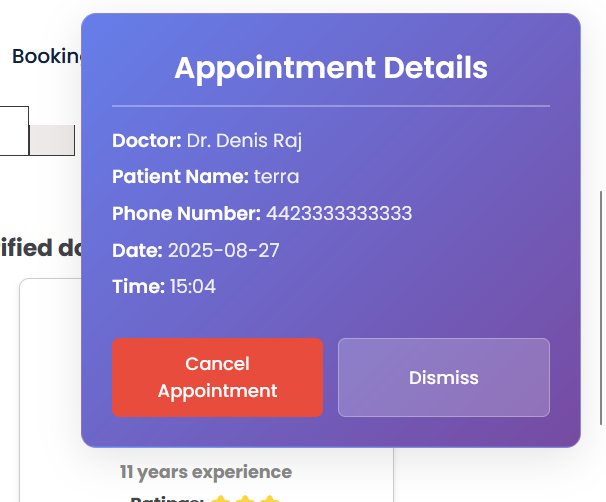 Appointment Details
Bookin
Doctor: Dr. Denis Raj
Patient Name: terra
Phone Number: 4423333333333
ified do
Date: 2025-08-27
Time: 15:04
Cancel
Appointment
Dismiss
11 years experience
Ratings: